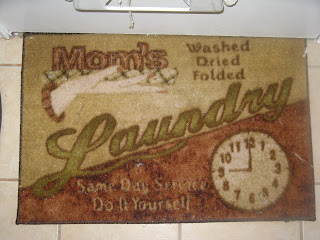 Mom's
Washed
Dried
Folded
Laundry
Same Day Service
Do It Yourself